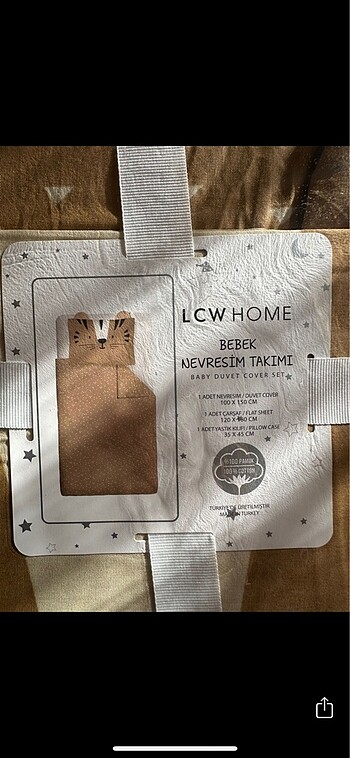 LCW HOME
BEBEK
NEVRESİM TAKIMI
BABY DUVET COVER SET
1 ADET NEVRESİM / DUVET COVER
100 X 150 CM
1 ADET ÇARŞAF / FLAT SHEET
120 X CM
1 ADET YASTIK KILIFI / PILLOW CASE
35 X 45 CM
%100 PAMUK
100% COTTON
TÜRKİYE'DE ÜRETİLMİŞTİR
MADE IN TURKEY